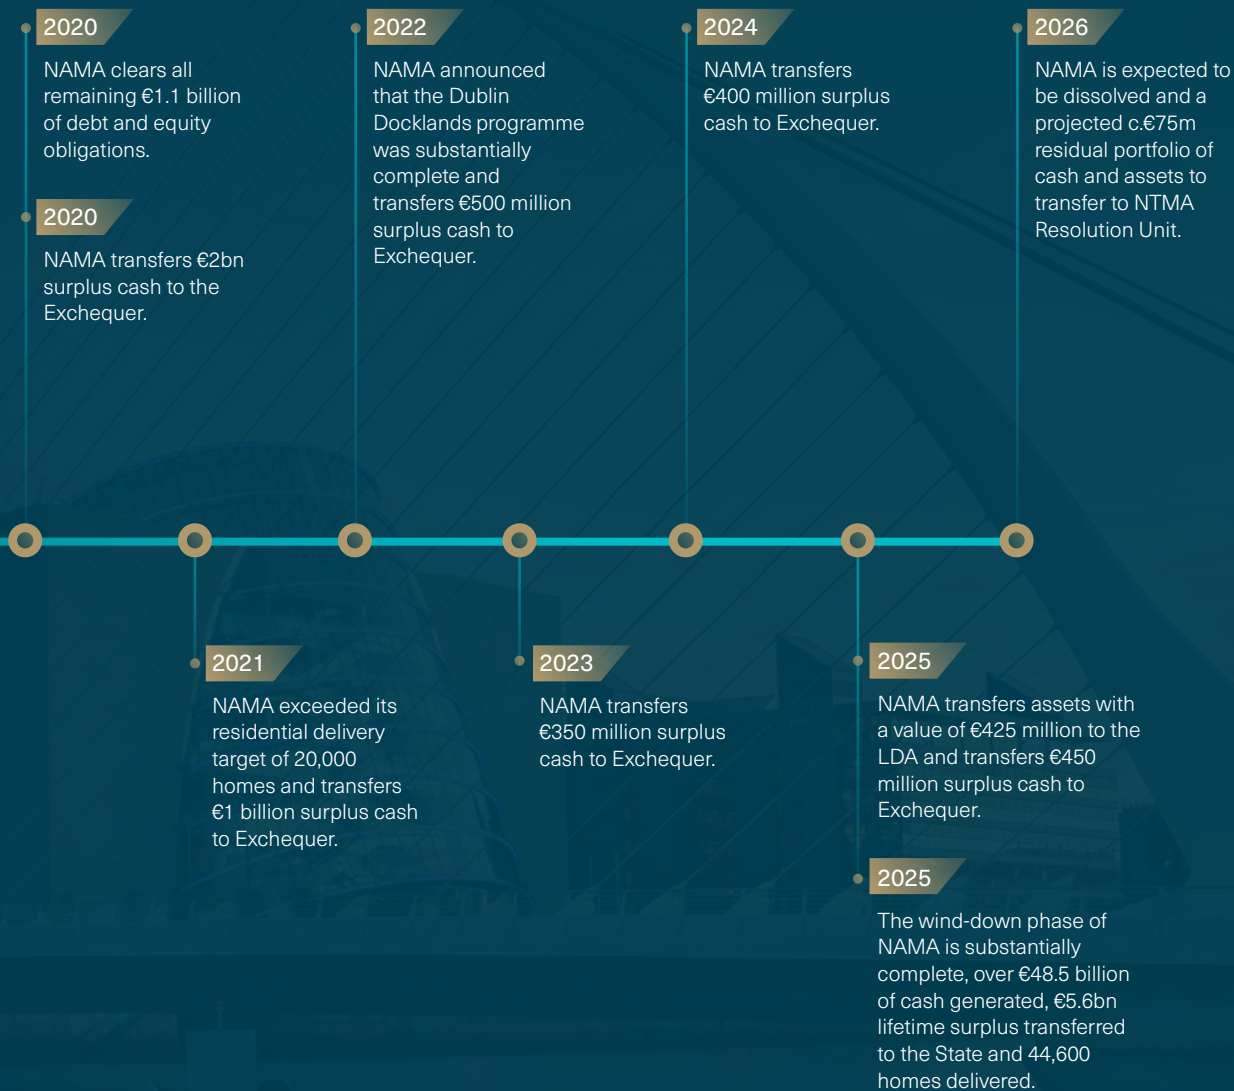 2020
NAMA clears all
remaining €1.1 billion
of debt and equity
obligations.
2020
NAMA transfers €2bn
surplus cash to the
Exchequer.
2021
NAMA exceeded its
residential delivery
target of 20,000
homes and transfers
€1 billion surplus cash
to Exchequer.
2022
NAMA announced
that the Dublin
Docklands programme
was substantially
complete and
transfers €500 million
surplus cash to
Exchequer.
2023
NAMA transfers
€350 million surplus
cash to Exchequer.
2024
NAMA transfers
€400 million surplus
cash to Exchequer.
2025
NAMA transfers assets with
a value of €425 million to the
LDA and transfers €450
million surplus cash to
Exchequer.
2025
The wind-down phase of
NAMA is substantially
complete, over €48.5 billion
of cash generated, €5.6bn
lifetime surplus transferred
to the State and 44,600
homes delivered.
2026
NAMA is expected to
be dissolved and a
projected c.€75m
residual portfolio of
cash and assets to
transfer to NTMA
Resolution Unit.